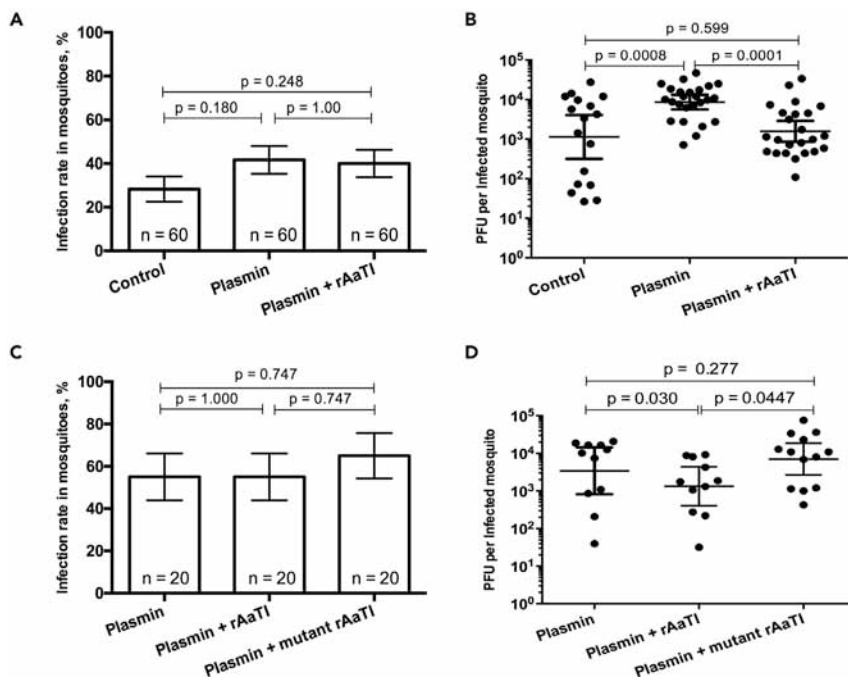 A
Infection rate in mosquitoes, %
100
80
60
40
20
0
p = 0.248
p = 0.180
p = 1.00
n = 60
n = 60
n = 60
Control
Plasmin
Plasmin + rAaTI
B
PFU per Infected mosquito
10^5
10^4
10^3
10^2
10^1
10^0
p = 0.599
p = 0.0008
p = 0.0001
Control
Plasmin
Plasmin + rAaTI
C
Infection rate in mosquitoes, %
100
80
60
40
20
0
p = 0.747
p = 1.000
p = 0.747
n = 20
n = 20
n = 20
Plasmin
Plasmin + rAaTI
Plasmin + mutant rAaTI
D
PFU per Infected mosquito
10^5
10^4
10^3
10^2
10^1
10^0
p = 0.277
p = 0.030
p = 0.0447
Plasmin
Plasmin + rAaTI
Plasmin + mutant rAaTI